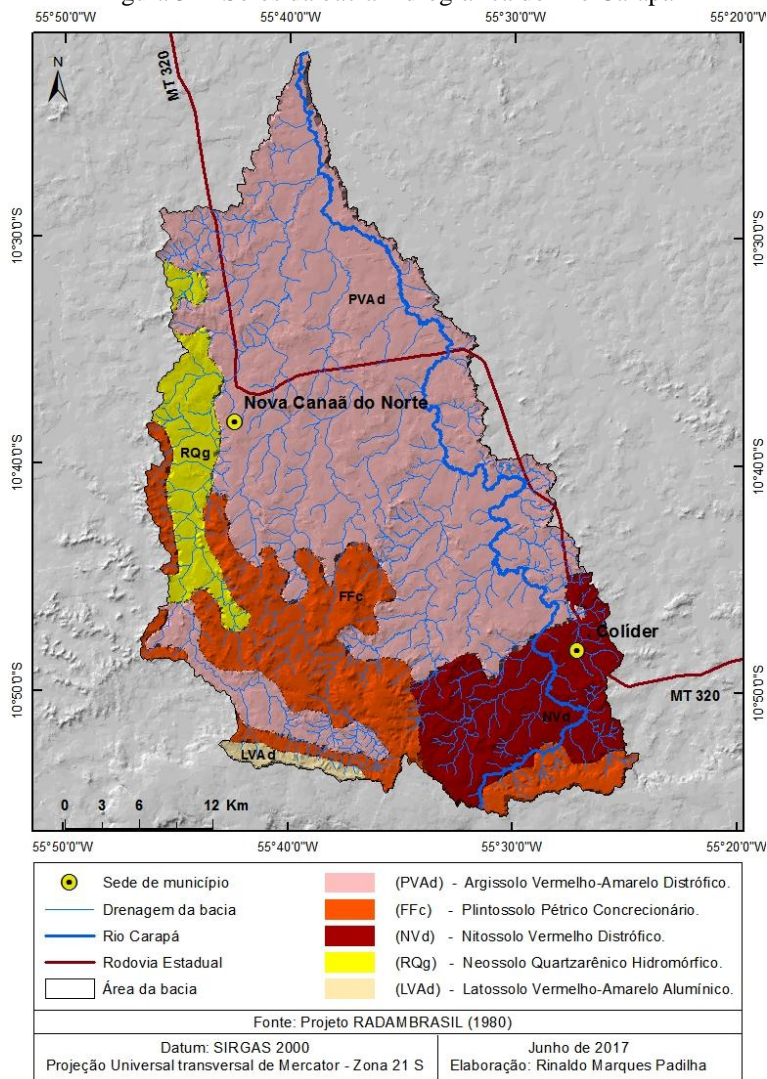 55°50'0"W 55°40'0"W 55°30'0"W 55°20'0"W
N
MT 320
10°30'0"S 10°30'0"S
PVAd
Nova Canaã do Norte
RQg
10°40'0"S 10°40'0"S
FFc
Colíder
10°50'0"S 10°50'0"S
MT 320
NVd
LVAd
0 3 6 12 Km
55°50'0"W 55°40'0"W 55°30'0"W 55°20'0"W
Sede de município (PVAd) - Argissolo Vermelho-Amarelo Distrófico.
Drenagem da bacia (FFc) - Plintossolo Pétrico Concrecionário.
Rio Carapá (NVd) - Nitossolo Vermelho Distrófico.
Rodovia Estadual (RQg) - Neossolo Quartzarênico Hidromórfico.
Área da bacia (LVAd) - Latossolo Vermelho-Amarelo Alumínico.
Fonte: Projeto RADAMBRASIL (1980)
Datum: SIRGAS 2000 Junho de 2017
Projeção Universal transversal de Mercator - Zona 21 S Elaboração: Rinaldo Marques Padilha